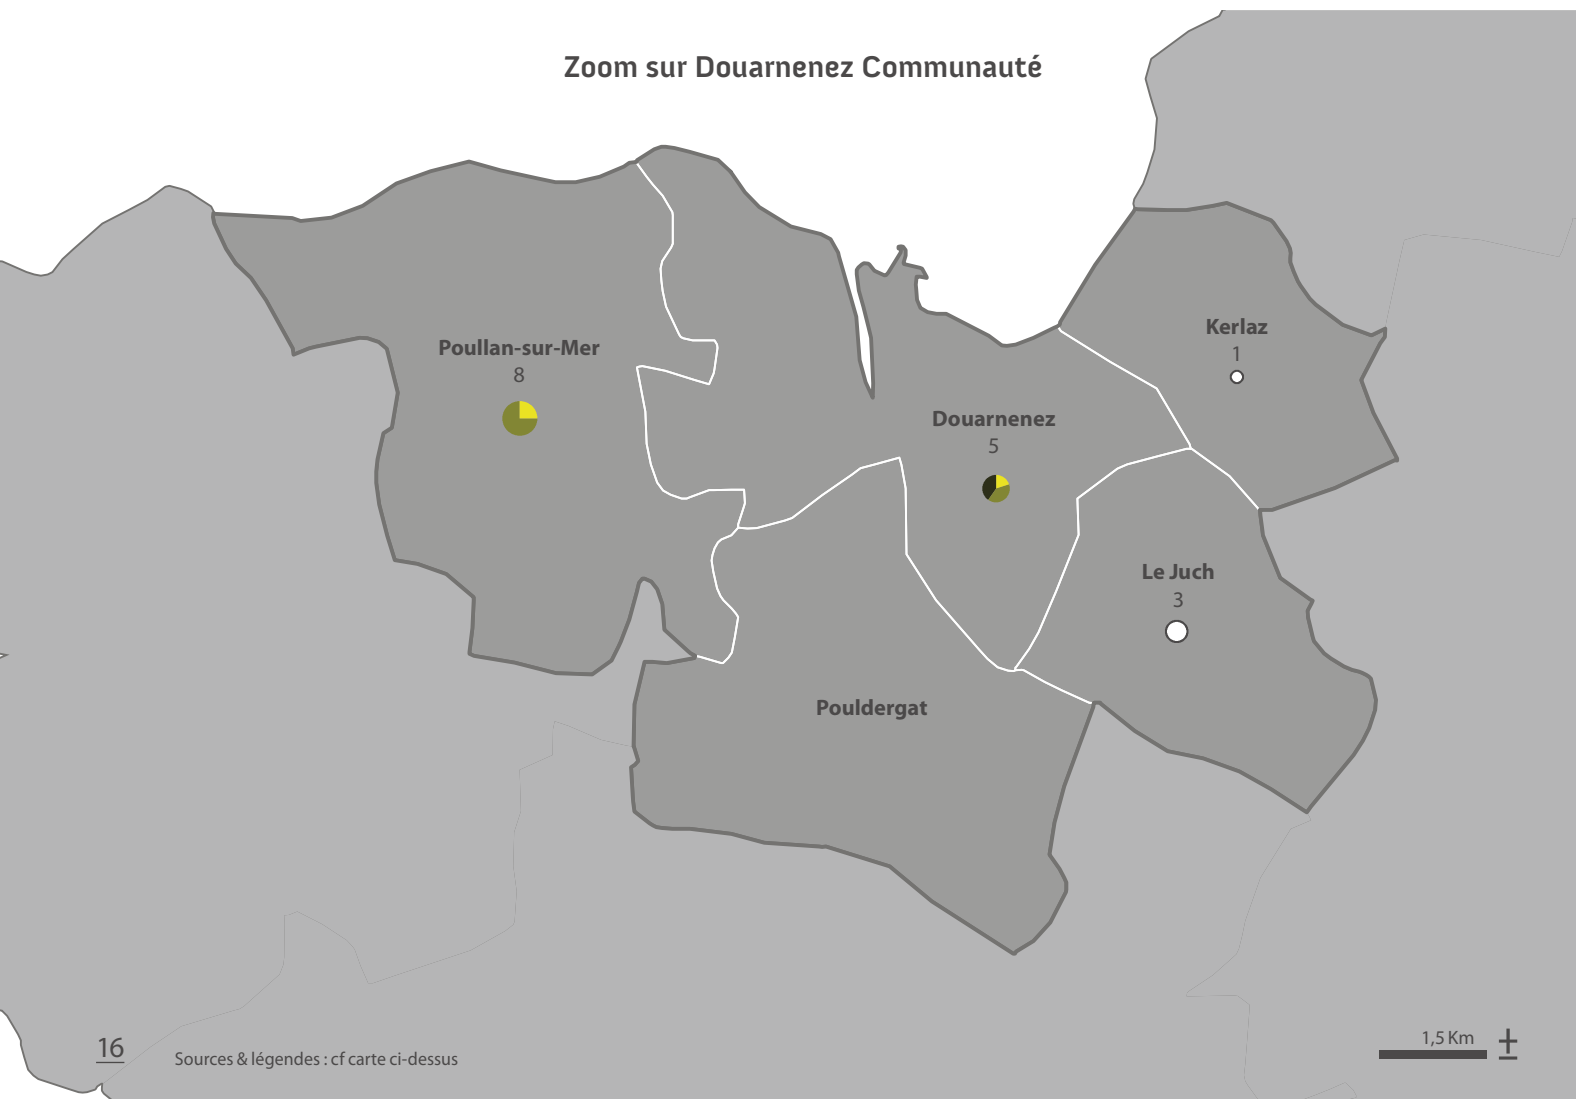 Zoom sur Douarnenez Communauté
Kerlaz
1
Poullan-sur-Mer
8
Douarnenez
5
Le Juch
3
Pouldergat
16
Sources & légendes : cf carte ci-dessus
1,5 Km